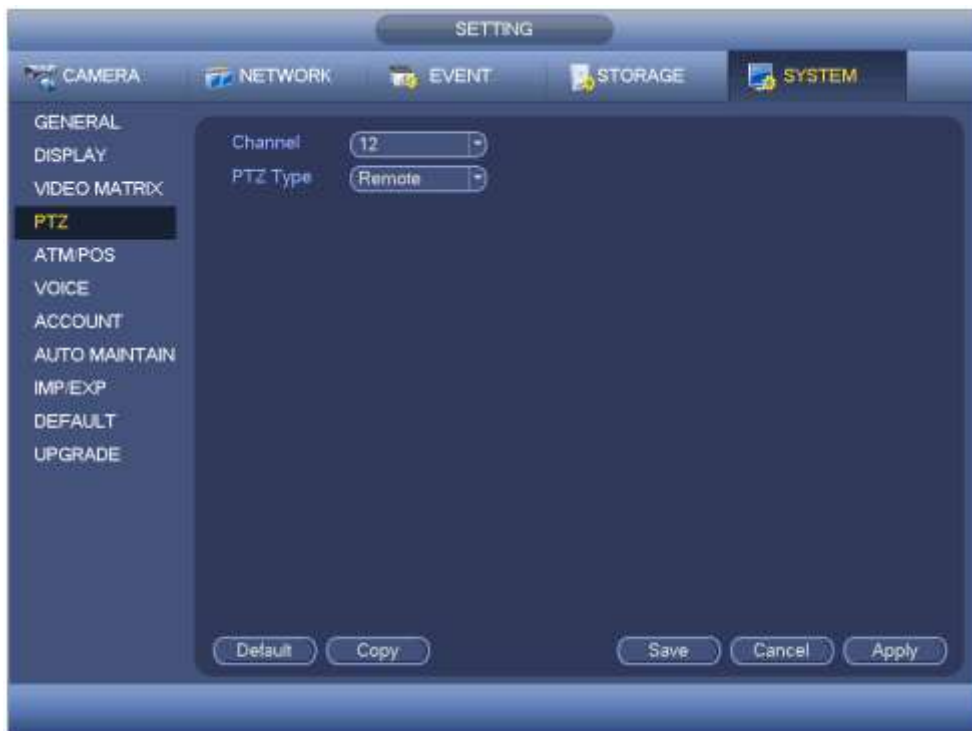 SETTING
CAMERA NETWORK EVENT STORAGE SYSTEM
GENERAL
DISPLAY
VIDEO MATRIX
PTZ
ATM/POS
VOICE
ACCOUNT
AUTO MAINTAIN
IMP/EXP
DEFAULT
UPGRADE
Channel 12
PTZ Type Remote
Default Copy Save Cancel Apply